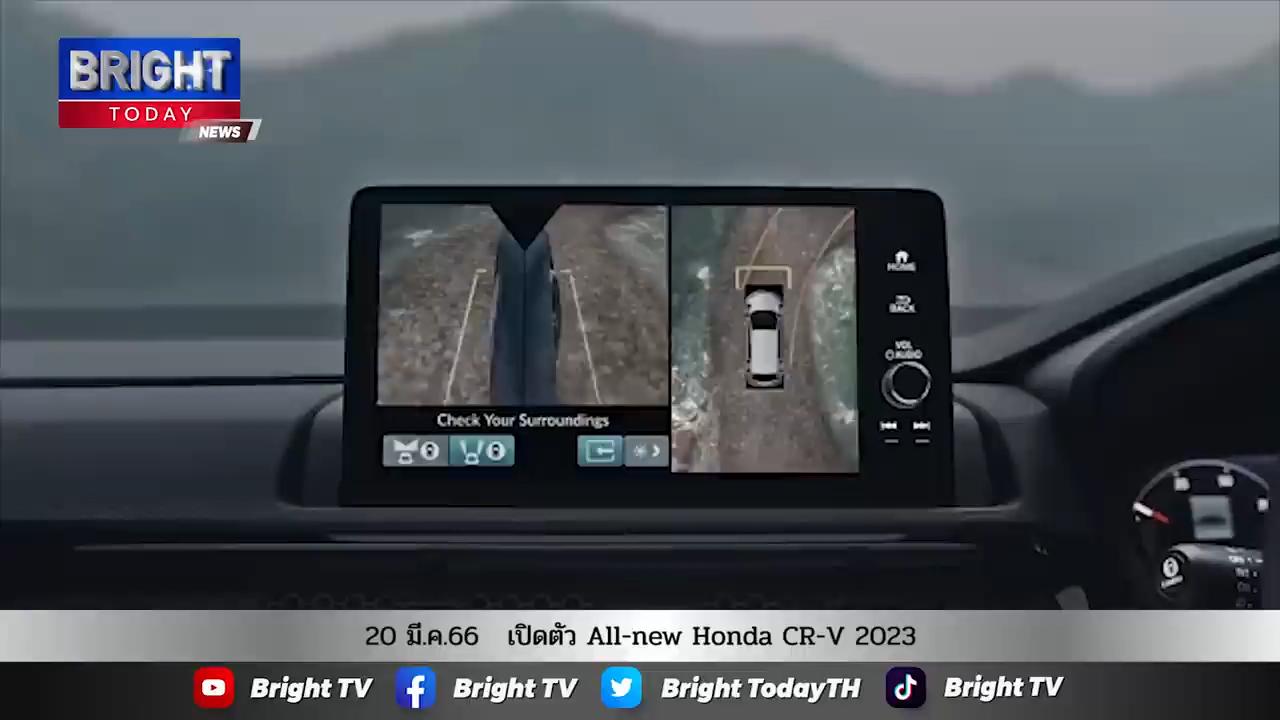 BRIGHT
TODAY
NEWS
HOME
BACK
VOL
AUDIO
Check Your Surroundings
20 มี.ค.66 เปิดตัว All-new Honda CR-V 2023
Bright TV Bright TV Bright TodayTH Bright TV